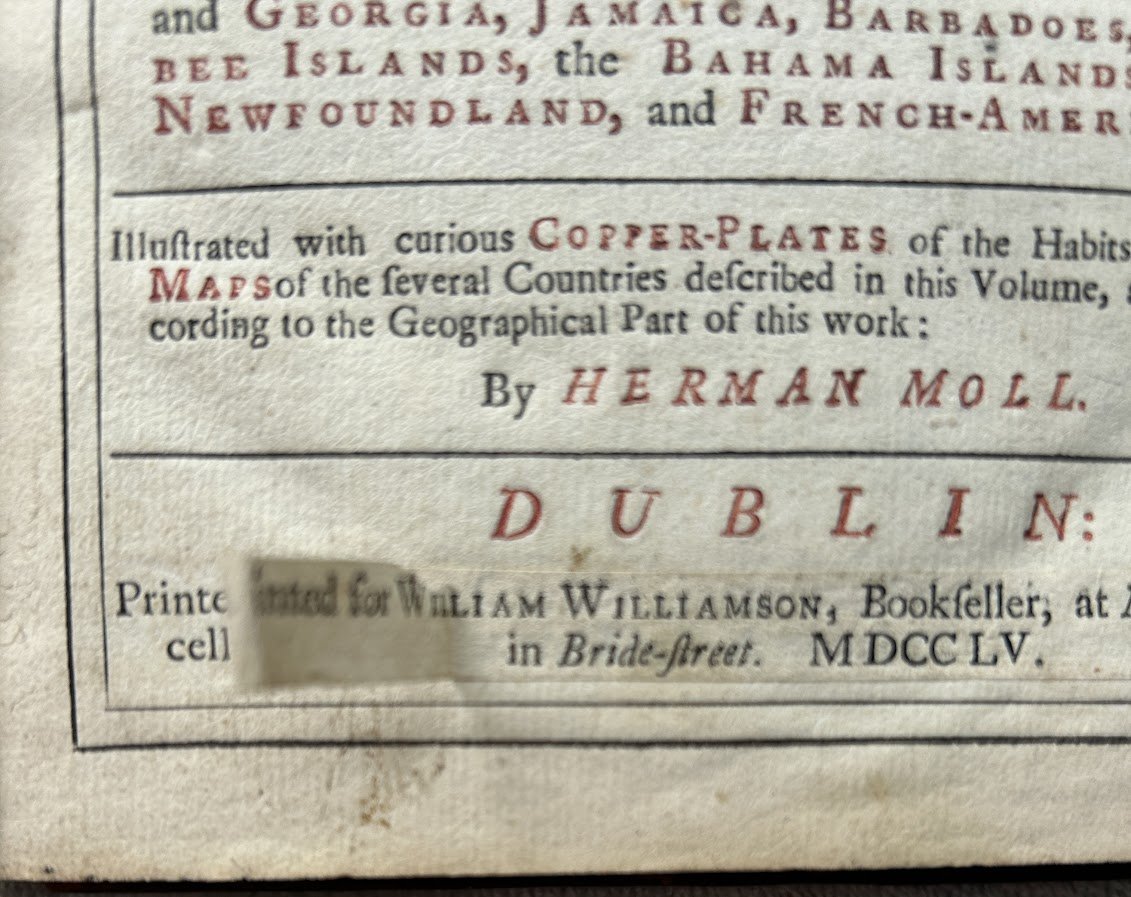 and GEORGIA, JAMAICA, BARBADOES,
BEE ISLANDS, the BAHAMA ISLANDS
NEWFOUNDLAND, and FRENCH-AMER
Illuſtrated with curious COPPER-PLATES of the Habits
MAPS of the ſeveral Countries deſcribed in this Volume,
cording to the Geographical Part of this work:
By HERMAN MOLL.
DUBLIN:
Printe inted for WILLIAM WILLIAMSON, Bookſeller, at
cell in Bride-ſtreet. MDCCLV.